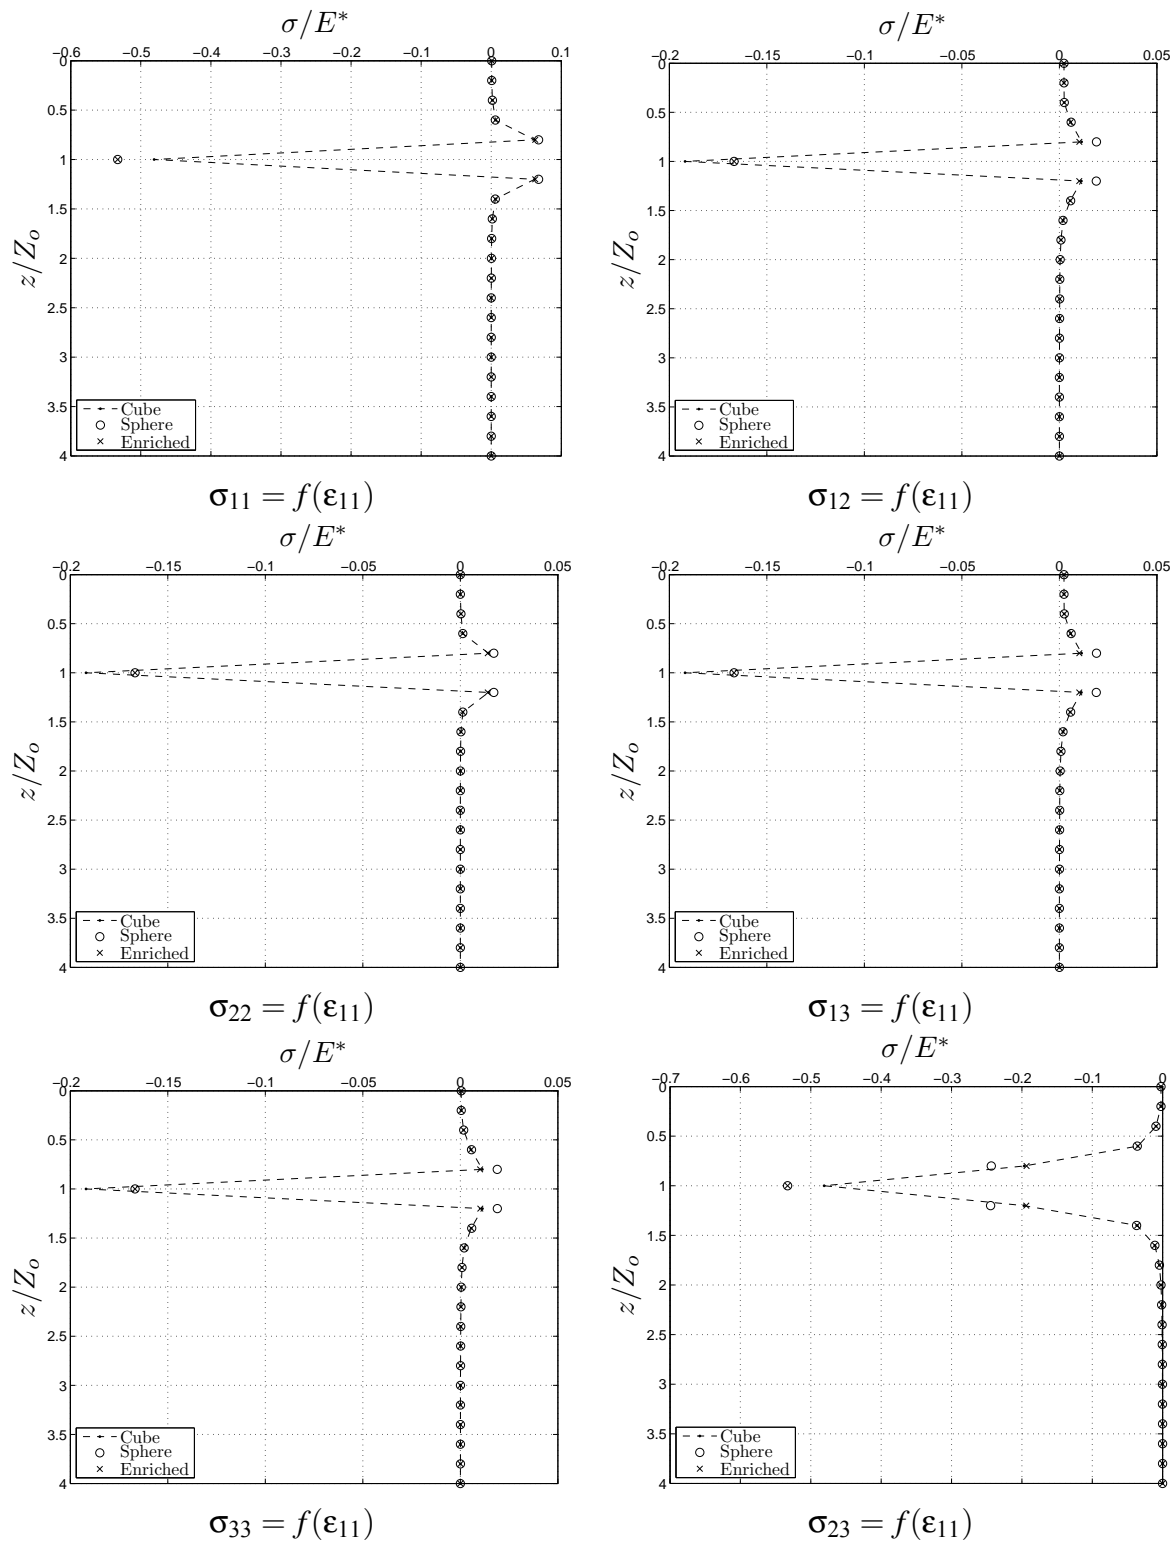 σ/E* σ/E*
−0.6 −0.5 −0.4 −0.3 −0.2 −0.1 0 0.1
−0.2 −0.15 −0.1 −0.05 0 0.05
0
0.5
1
1.5
2
2.5
3
3.5
4
z/Zₒ
Cube
Sphere
Enriched
0
0.5
1
1.5
2
2.5
3
3.5
4
z/Zₒ
Cube
Sphere
Enriched
σ₁₁ = f(ε₁₁) σ₁₂ = f(ε₁₁)
σ/E* σ/E*
−0.2 −0.15 −0.1 −0.05 0 0.05
−0.2 −0.15 −0.1 −0.05 0 0.05
0
0.5
1
1.5
2
2.5
3
3.5
4
z/Zₒ
Cube
Sphere
Enriched
0
0.5
1
1.5
2
2.5
3
3.5
4
z/Zₒ
Cube
Sphere
Enriched
σ₂₂ = f(ε₁₁) σ₁₃ = f(ε₁₁)
σ/E* σ/E*
−0.2 −0.15 −0.1 −0.05 0 0.05
−0.7 −0.6 −0.5 −0.4 −0.3 −0.2 −0.1 0
0
0.5
1
1.5
2
2.5
3
3.5
4
z/Zₒ
Cube
Sphere
Enriched
0
0.5
1
1.5
2
2.5
3
3.5
4
z/Zₒ
Cube
Sphere
Enriched
σ₃₃ = f(ε₁₁) σ₂₃ = f(ε₁₁)